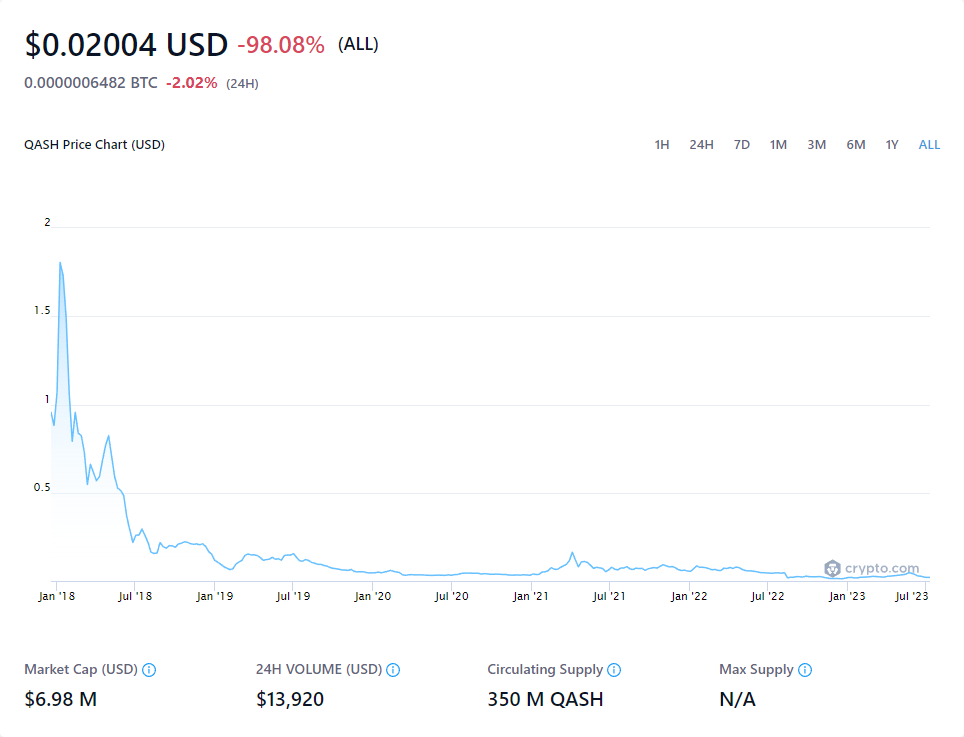 $0.02004 USD -98.08% (ALL)
0.0000006482 BTC -2.02% (24H)
QASH Price Chart (USD) 1H 24H 7D 1M 3M 6M 1Y ALL
2
1.5
1
0.5
crypto.com
Jan '18 Jul '18 Jan '19 Jul '19 Jan '20 Jul '20 Jan '21 Jul '21 Jan '22 Jul '22 Jan '23 Jul '23
Market Cap (USD) 24H VOLUME (USD) Circulating Supply Max Supply
$6.98 M $13,920 350 M QASH N/A